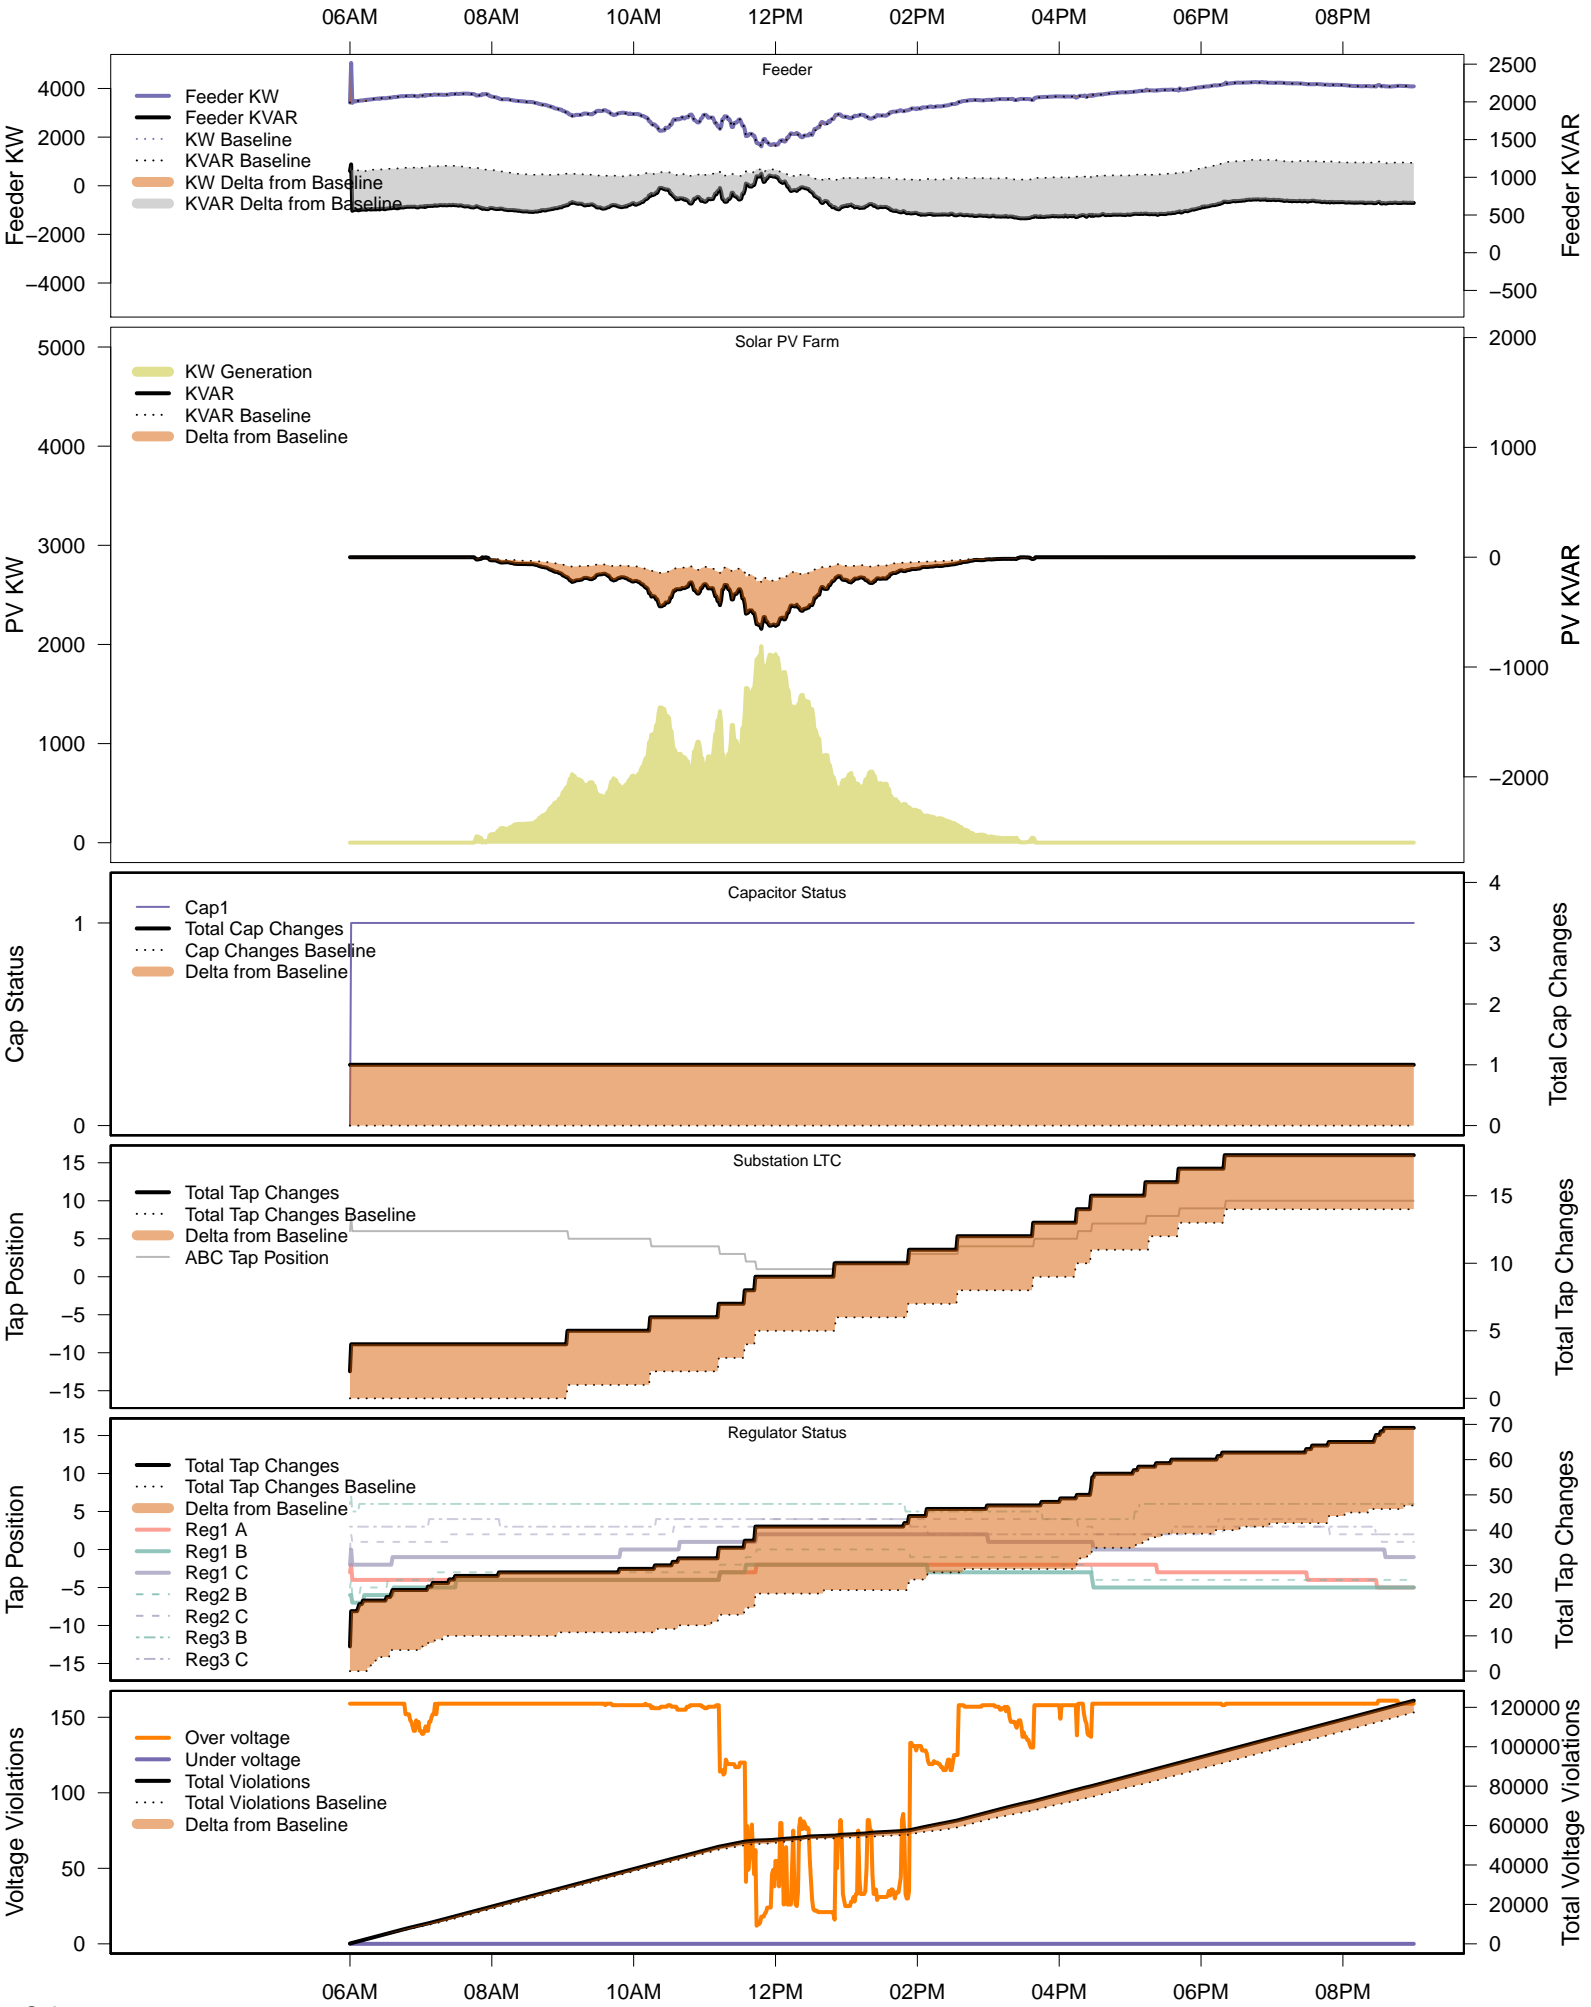 06AM 08AM 10AM 12PM 02PM 04PM 06PM 08PM
Feeder
Feeder KW
Feeder KVAR
KW Baseline
KVAR Baseline
KW Delta from Baseline
KVAR Delta from Baseline
4000
2000
0
−2000
−4000
Feeder KW
2500
2000
1500
1000
500
0
−500
Feeder KVAR
Solar PV Farm
KW Generation
KVAR
KVAR Baseline
Delta from Baseline
5000
4000
3000
2000
1000
0
PV KW
2000
1000
0
−1000
−2000
PV KVAR
Capacitor Status
Cap1
Total Cap Changes
Cap Changes Baseline
Delta from Baseline
1
0
Cap Status
4
3
2
1
0
Total Cap Changes
Substation LTC
Total Tap Changes
Total Tap Changes Baseline
Delta from Baseline
ABC Tap Position
15
10
5
0
−5
−10
−15
Tap Position
15
10
5
0
Total Tap Changes
Regulator Status
Total Tap Changes
Total Tap Changes Baseline
Delta from Baseline
Reg1 A
Reg1 B
Reg1 C
Reg2 B
Reg2 C
Reg3 B
Reg3 C
15
10
5
0
−5
−10
−15
Tap Position
70
60
50
40
30
20
10
0
Total Tap Changes
Over voltage
Under voltage
Total Violations
Total Violations Baseline
Delta from Baseline
150
100
50
0
Voltage Violations
120000
100000
80000
60000
40000
20000
0
Total Voltage Violations
06AM 08AM 10AM 12PM 02PM 04PM 06PM 08PM